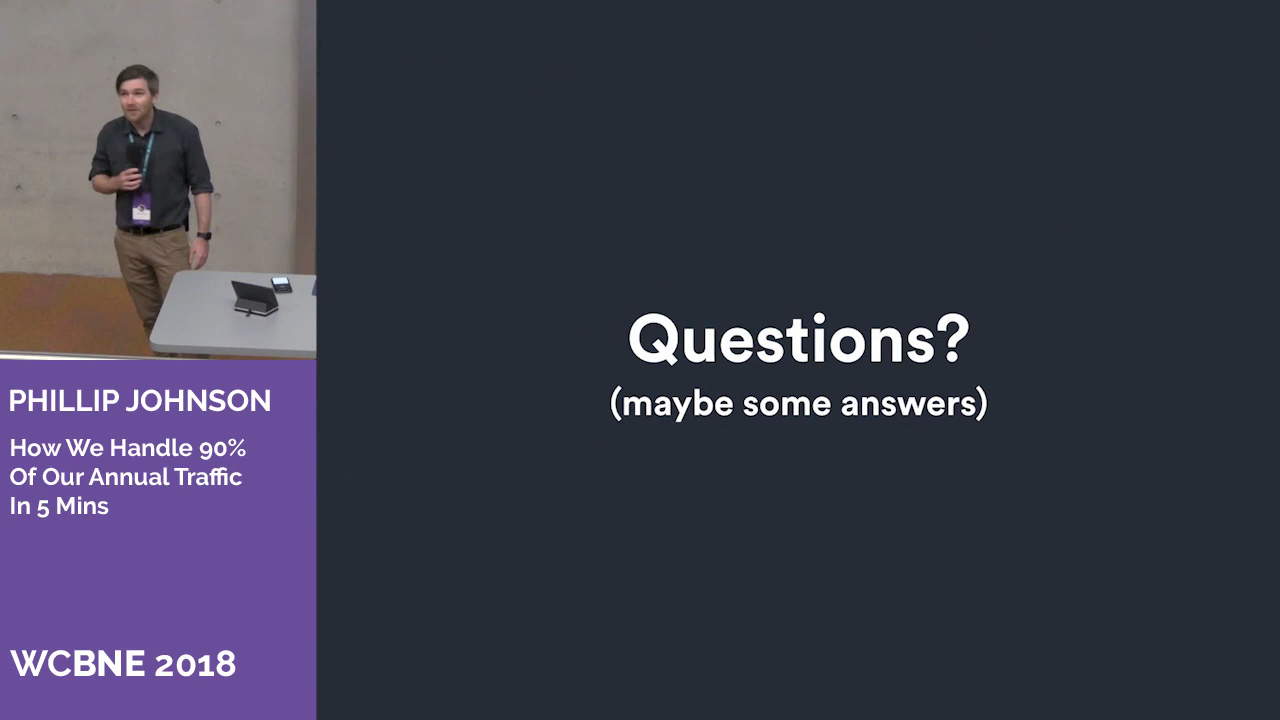 PHILLIP JOHNSON
How We Handle 90%
Of Our Annual Traffic
In 5 Mins
WCBNE 2018
Questions?
(maybe some answers)